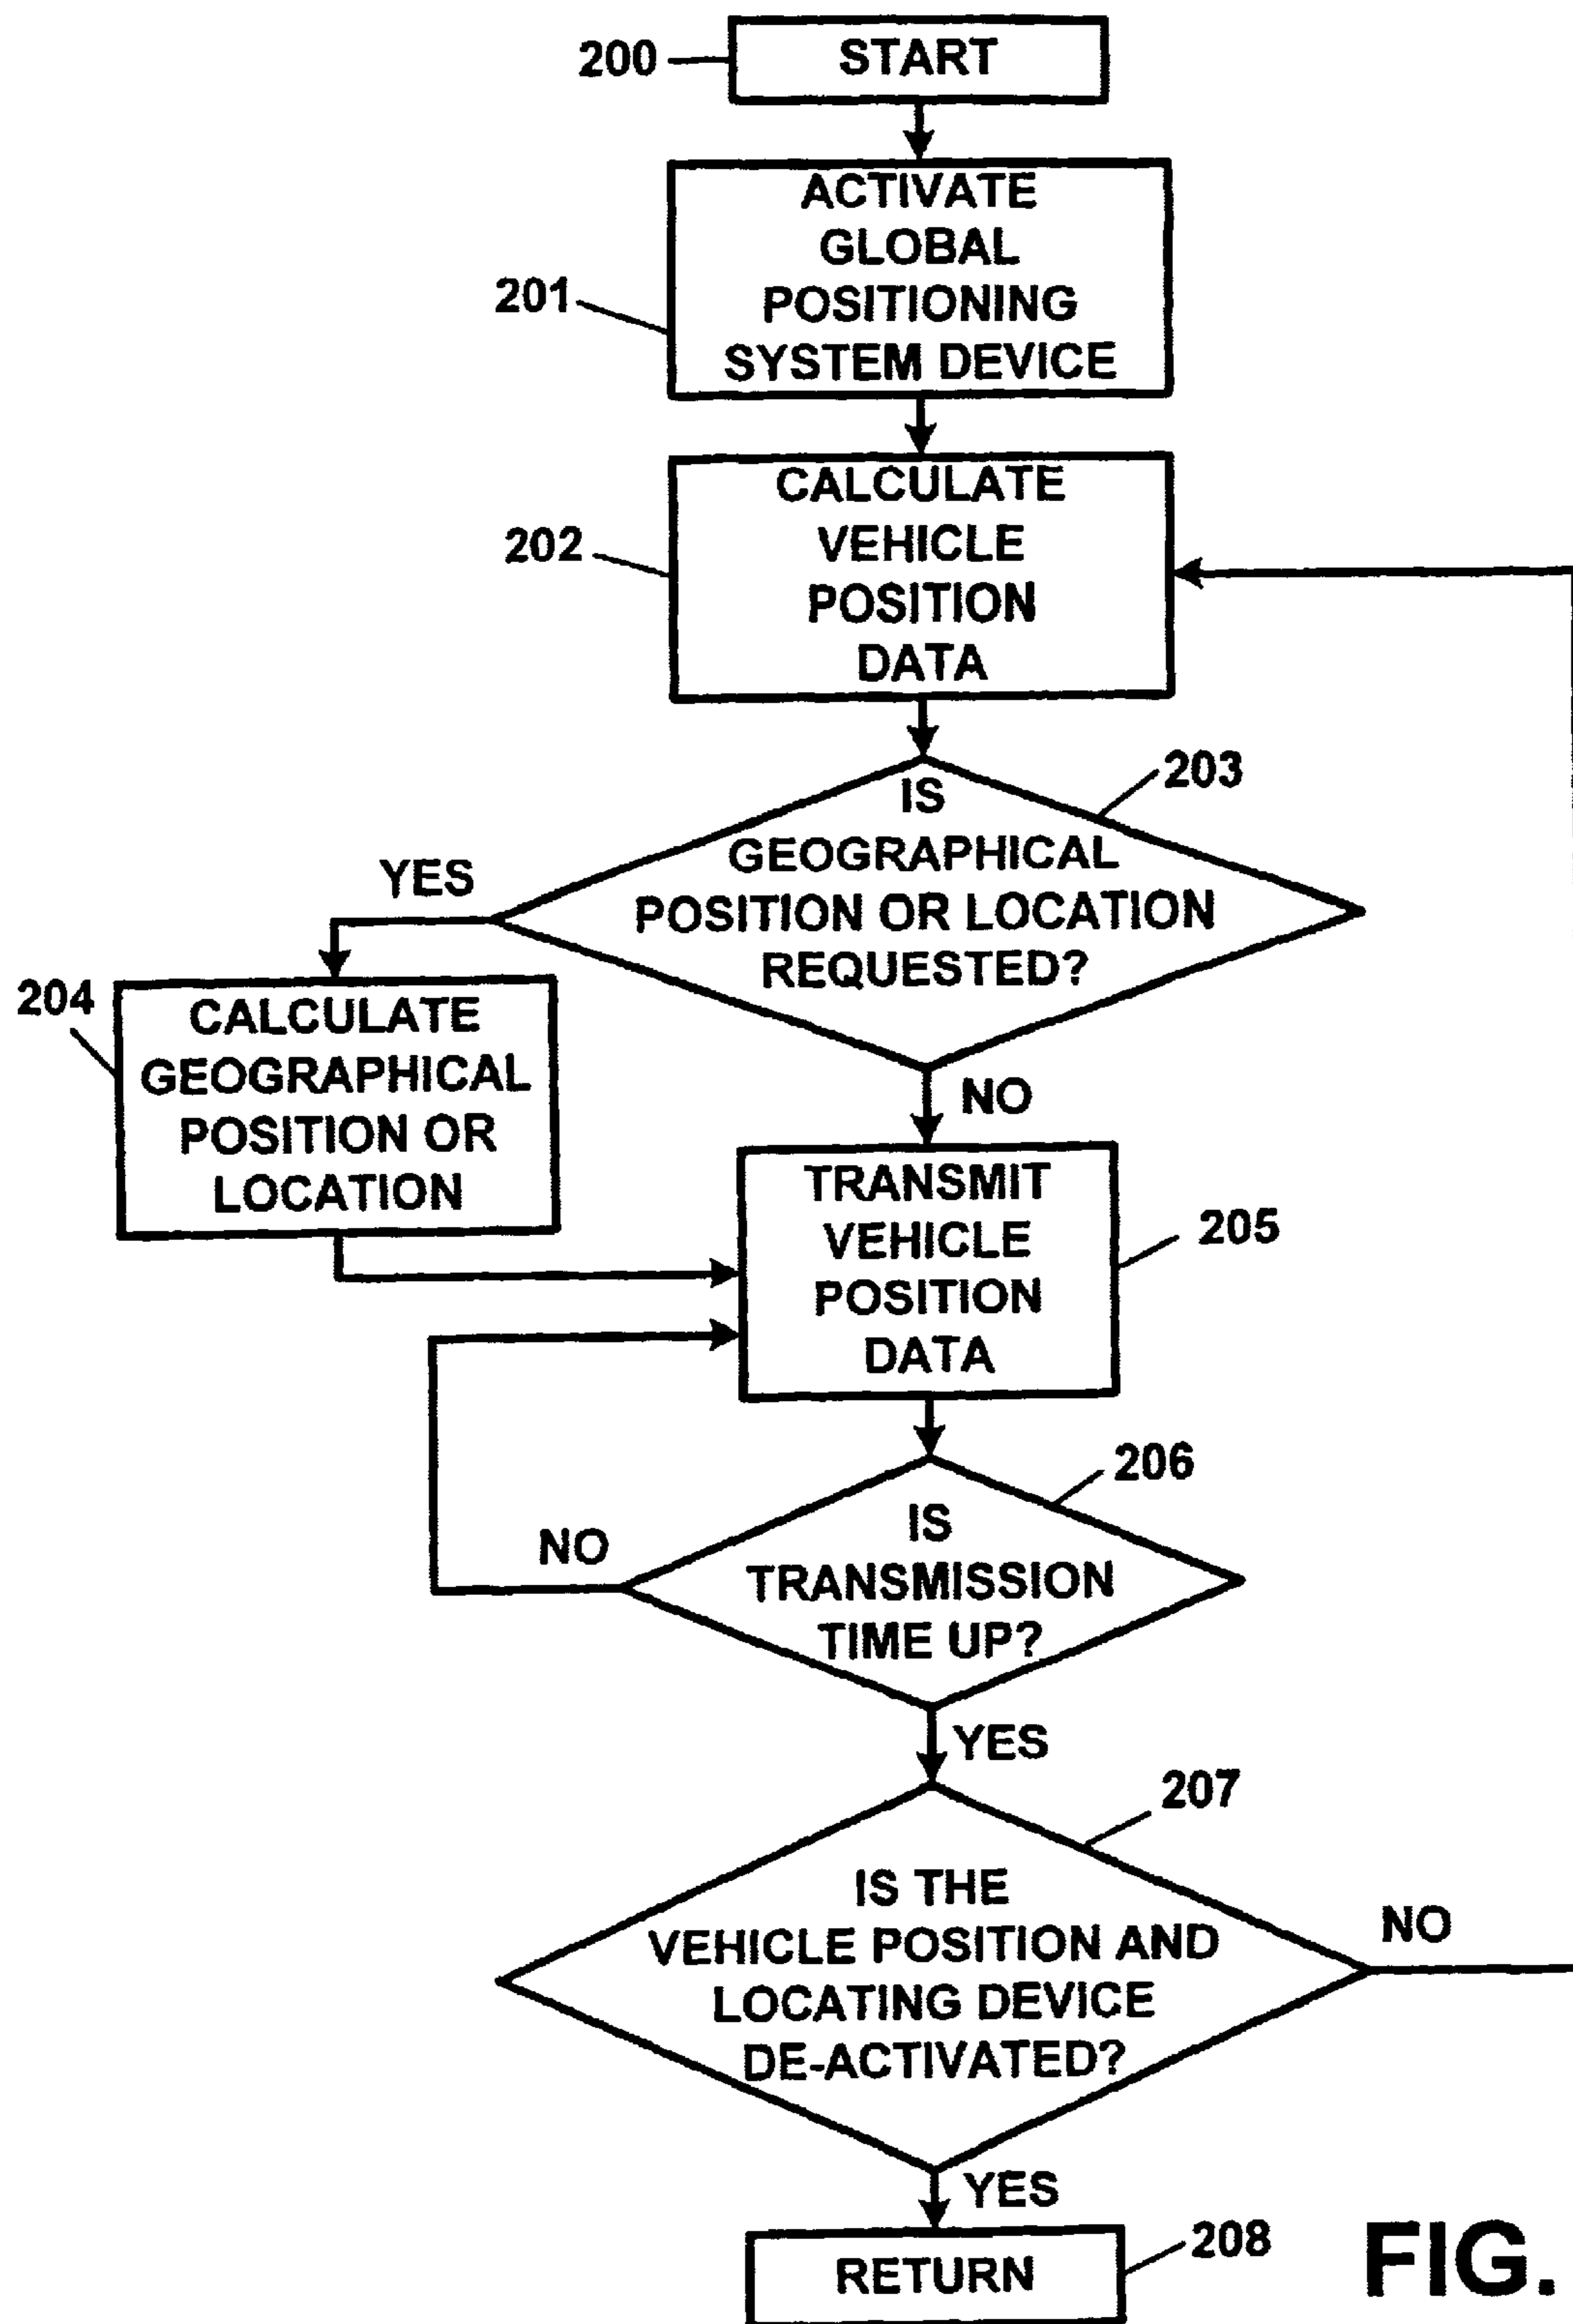 200
START
ACTIVATE
GLOBAL
POSITIONING
SYSTEM DEVICE
201
CALCULATE
VEHICLE
POSITION
DATA
202
203
IS
GEOGRAPHICAL
POSITION OR LOCATION
REQUESTED?
YES
204
CALCULATE
GEOGRAPHICAL
POSITION OR
LOCATION
NO
TRANSMIT
VEHICLE
POSITION
DATA
205
206
IS
TRANSMISSION
TIME UP?
NO
YES
207
IS THE
VEHICLE POSITION AND
LOCATING DEVICE
DE-ACTIVATED?
NO
YES
RETURN
208
FIG.